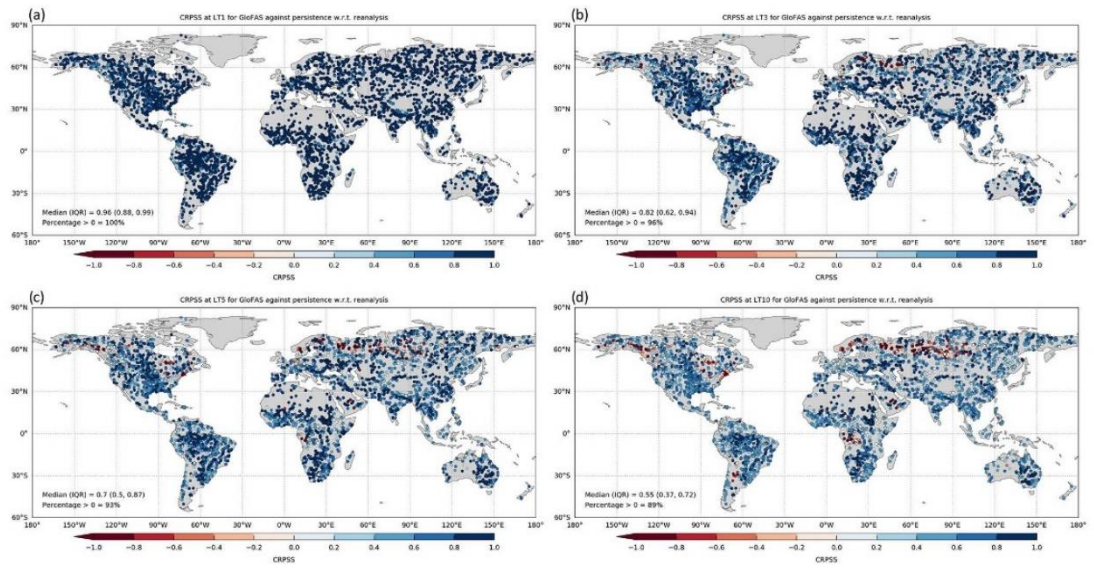 (a)
CRPSS at LT1 for GloFAS against persistence w.r.t. reanalysis
90°N
60°N
30°N
0°
30°S
60°S
Median (IQR) = 0.96 (0.88, 0.99)
Percentage > 0 = 100%
180° 150°W 120°W 90°W 60°W 30°W 0°W 30°E 60°E 90°E 120°E 150°E 180°
−1.0 −0.8 −0.6 −0.4 −0.2 0.0 0.2 0.4 0.6 0.8 1.0
CRPSS
(b)
CRPSS at LT3 for GloFAS against persistence w.r.t. reanalysis
90°N
60°N
30°N
0°
30°S
60°S
Median (IQR) = 0.82 (0.62, 0.94)
Percentage > 0 = 96%
180° 150°W 120°W 90°W 60°W 30°W 0°W 30°E 60°E 90°E 120°E 150°E 180°
−1.0 −0.8 −0.6 −0.4 −0.2 0.0 0.2 0.4 0.6 0.8 1.0
CRPSS
(c)
CRPSS at LT5 for GloFAS against persistence w.r.t. reanalysis
90°N
60°N
30°N
0°
30°S
60°S
Median (IQR) = 0.7 (0.5, 0.87)
Percentage > 0 = 93%
180° 150°W 120°W 90°W 60°W 30°W 0°W 30°E 60°E 90°E 120°E 150°E 180°
−1.0 −0.8 −0.6 −0.4 −0.2 0.0 0.2 0.4 0.6 0.8 1.0
CRPSS
(d)
CRPSS at LT10 for GloFAS against persistence w.r.t. reanalysis
90°N
60°N
30°N
0°
30°S
60°S
Median (IQR) = 0.55 (0.37, 0.72)
Percentage > 0 = 89%
180° 150°W 120°W 90°W 60°W 30°W 0°W 30°E 60°E 90°E 120°E 150°E 180°
−1.0 −0.8 −0.6 −0.4 −0.2 0.0 0.2 0.4 0.6 0.8 1.0
CRPSS